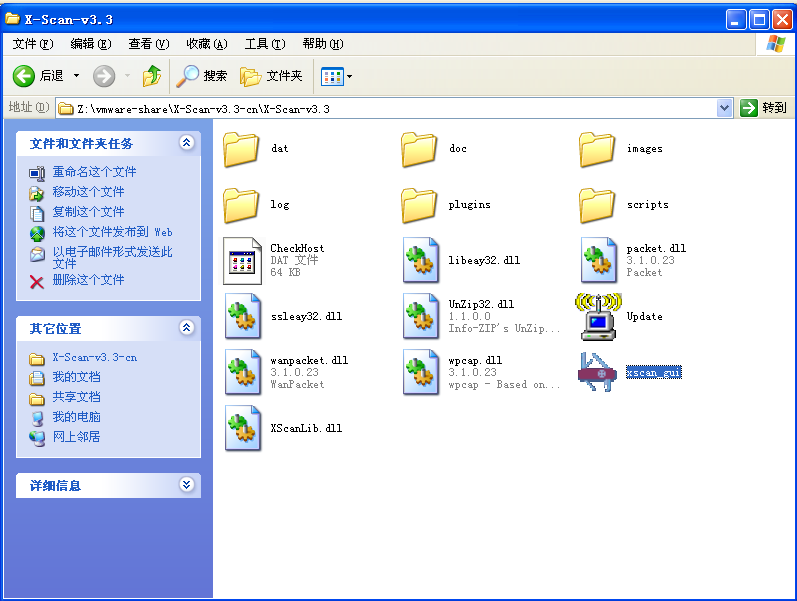 X-Scan-v3.3
文件(F) 编辑(E) 查看(V) 收藏(A) 工具(T) 帮助(H)
后退 搜索 文件夹
地址(D) Z:\vmware-share\X-Scan-v3.3-cn\X-Scan-v3.3 转到
文件和文件夹任务
重命名这个文件
移动这个文件
复制这个文件
将这个文件发布到 Web
以电子邮件形式发送此
文件
删除这个文件
其它位置
X-Scan-v3.3-cn
我的文档
共享文档
我的电脑
网上邻居
详细信息
dat
doc
images
log
plugins
scripts
CheckHost
DAT 文件
64 KB
libeay32.dll
packet.dll
3.1.0.23
Packet
ssleay32.dll
UnZip32.dll
1.1.0.0
Info-ZIP's UnZip...
Update
wanpacket.dll
3.1.0.23
WanPacket
wpcap.dll
3.1.0.23
wpcap - Based on...
xscan_gui
XScanLib.dll